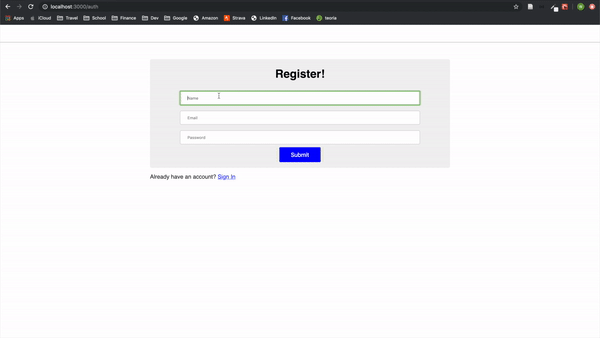 localhost:3000/auth
Apps iCloud Travel School Finance Dev Google Amazon Strava LinkedIn Facebook teoria
Register!
Name
Email
Password
Submit
Already have an account? Sign In